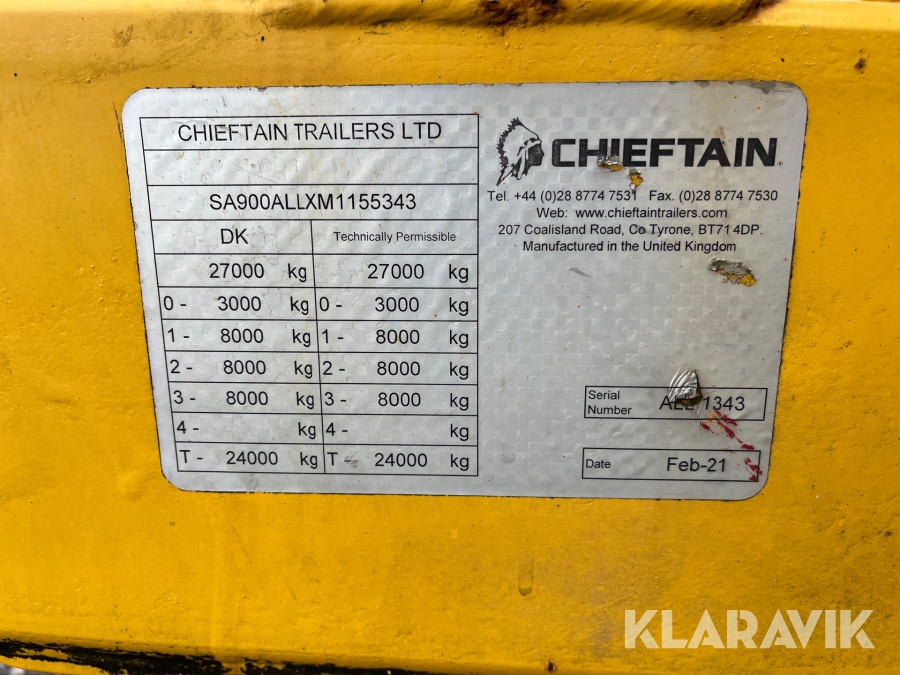 CHIEFTAIN TRAILERS LTD
SA900ALLXM1155343
DK Technically Permissible
27000 kg 27000 kg
0 - 3000 kg 0 - 3000 kg
1 - 8000 kg 1 - 8000 kg
2 - 8000 kg 2 - 8000 kg
3 - 8000 kg 3 - 8000 kg
4 - kg 4 - kg
T - 24000 kg T - 24000 kg
CHIEFTAIN
Tel. +44 (0)28 8774 7531 Fax. (0)28 8774 7530
Web: www.chieftaintrailers.com
207 Coalisland Road, Co Tyrone, BT71 4DP.
Manufactured in the United Kingdom
Serial
Number
1343
Date Feb-21
KLARAVIK